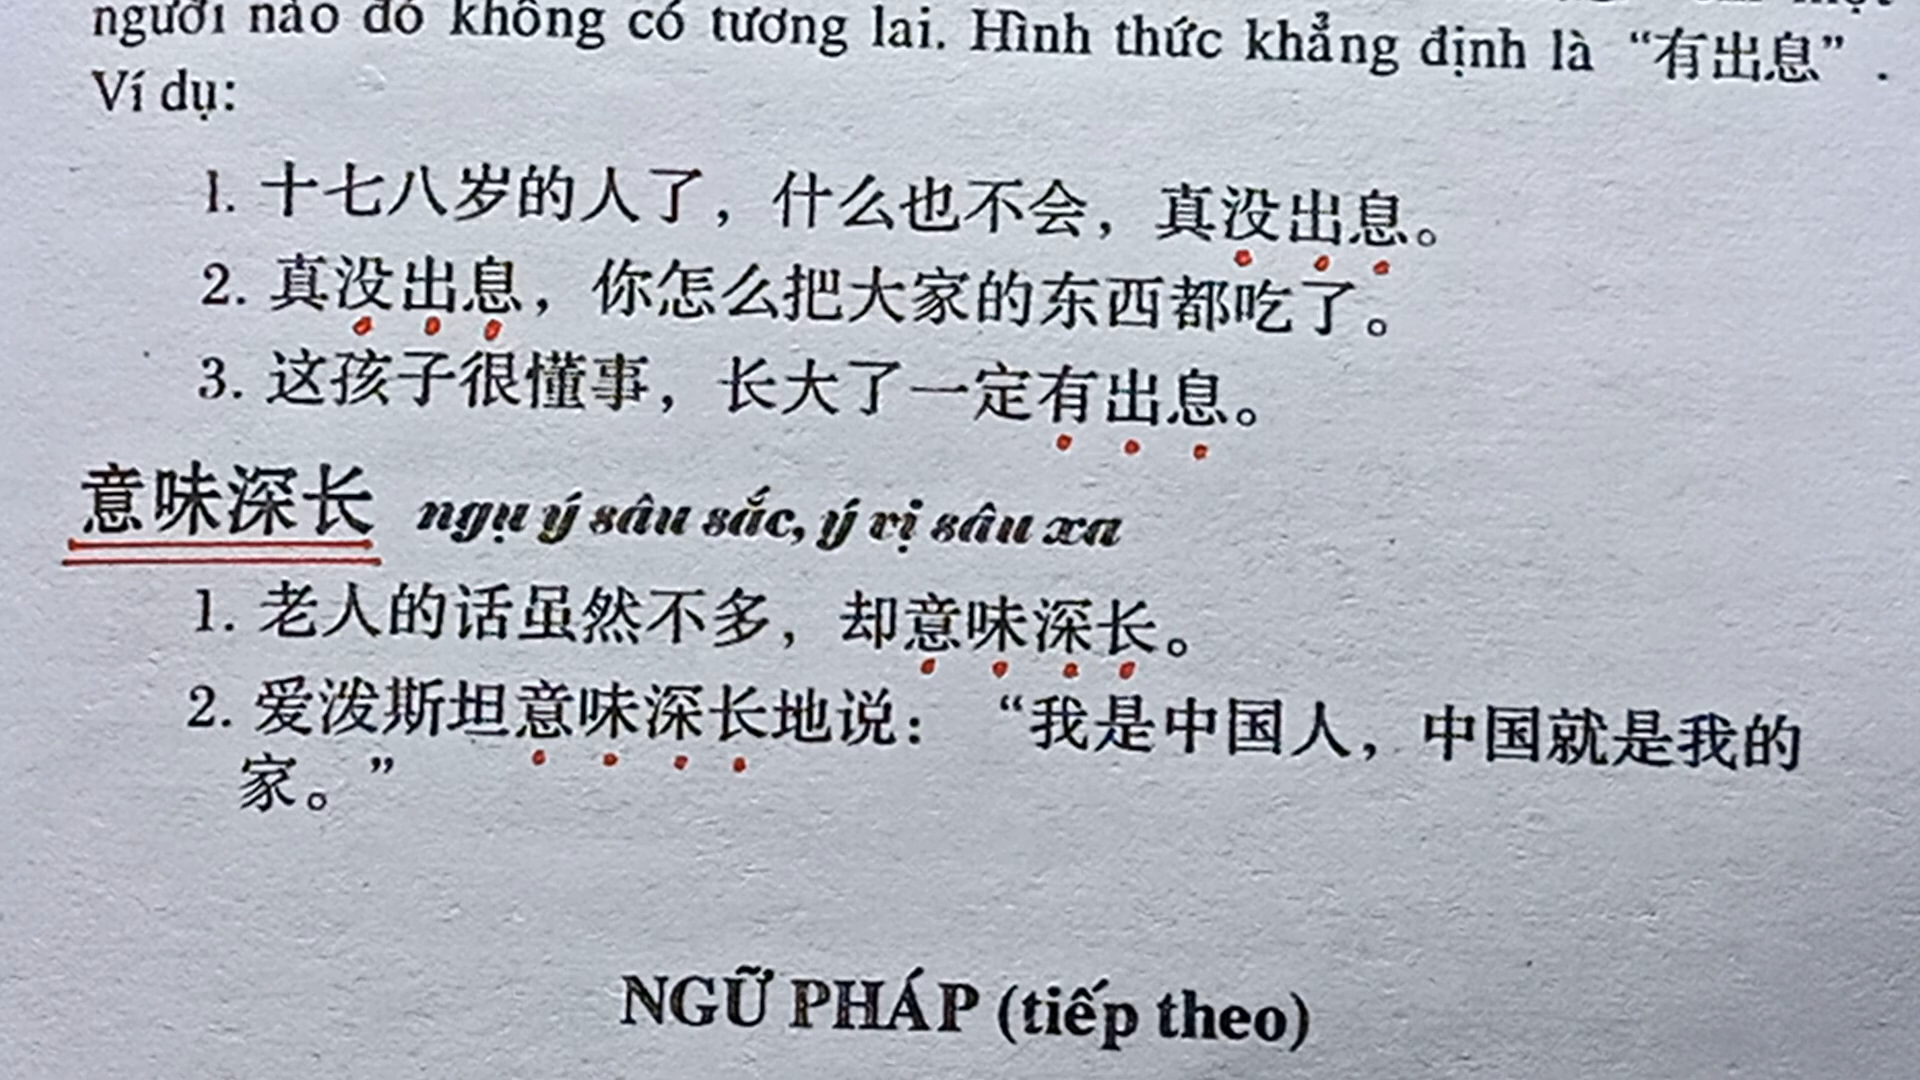 người nào đó không có tương lai. Hình thức khẳng định là “有出息”.
Ví dụ:
1. 十七八岁的人了，什么也不会，真没出息。
2. 真没出息，你怎么把大家的东西都吃了。
3. 这孩子很懂事，长大了一定有出息。
意味深长 ngụ ý sâu sắc, ý vị sâu xa
1. 老人的话虽然不多，却意味深长。
2. 爱泼斯坦意味深长地说：“我是中国人，中国就是我的
家。”
NGỮ PHÁP (tiếp theo)